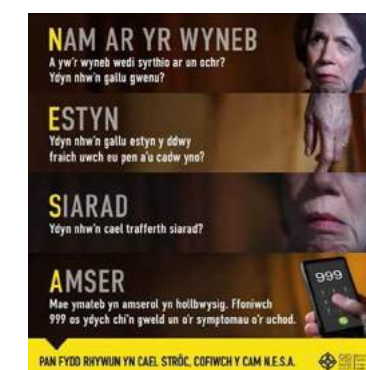 NAM AR YR WYNEB
A yw'r wyneb wedi syrthio ar un ochr?
Ydyn nhw'n gallu gwenu?
ESTYN
Ydyn nhw'n gallu estyn y ddwy
fraich uwch eu pen a'u cadw yno?
SIARAD
Ydyn nhw'n cael trafferth siarad?
AMSER
Mae ymateb yn amserol yn hollbwysig. Ffoniwch
999 os ydych chi'n gweld un o'r symptomau o'r uchod.
999
PAN FYDD RHYWUN YN CAEL STRÔC, COFIWCH Y CAM N.E.S.A.